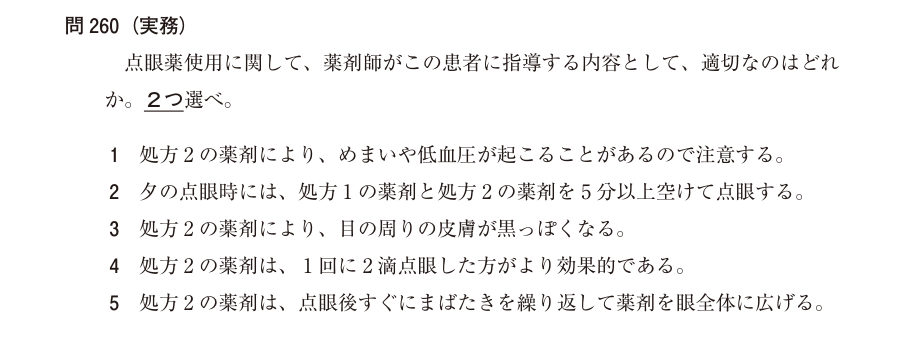 問 260（実務）
点眼薬使用に関して、薬剤師がこの患者に指導する内容として、適切なのはどれ
か。２つ選べ。
1　処方２の薬剤により、めまいや低血圧が起こることがあるので注意する。
2　夕の点眼時には、処方１の薬剤と処方２の薬剤を５分以上空けて点眼する。
3　処方２の薬剤により、目の周りの皮膚が黒っぽくなる。
4　処方２の薬剤は、１回に２滴点眼した方がより効果的である。
5　処方２の薬剤は、点眼後すぐにまばたきを繰り返して薬剤を眼全体に広げる。